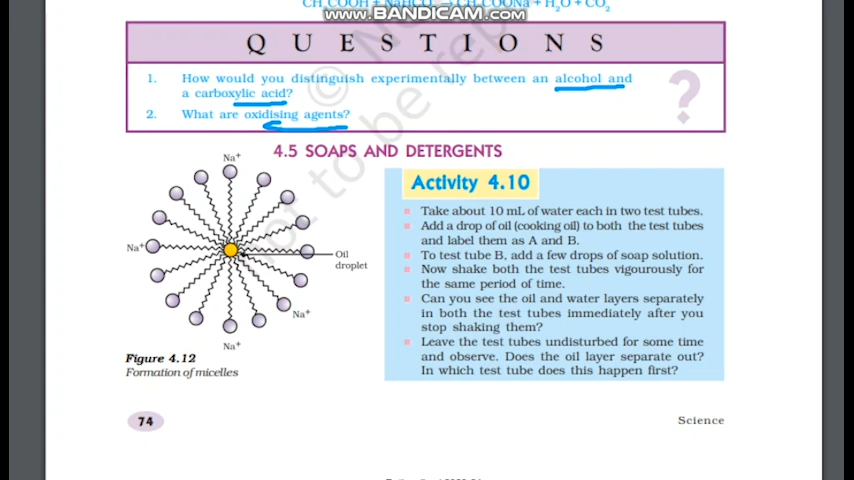 CH₃COOH + NaHCO₃ → CH₃COONa + H₂O + CO₂
www.BANDICAM.com
QUESTIONS
1. How would you distinguish experimentally between an alcohol and
a carboxylic acid?
2. What are oxidising agents?
?
4.5 SOAPS AND DETERGENTS
Na⁺
Na⁺
Oil
droplet
Na⁺
Na⁺
Figure 4.12
Formation of micelles
Activity 4.10
Take about 10 mL of water each in two test tubes.
Add a drop of oil (cooking oil) to both the test tubes
and label them as A and B.
To test tube B, add a few drops of soap solution.
Now shake both the test tubes vigourously for
the same period of time.
Can you see the oil and water layers separately
in both the test tubes immediately after you
stop shaking them?
Leave the test tubes undisturbed for some time
and observe. Does the oil layer separate out?
In which test tube does this happen first?
74
Science